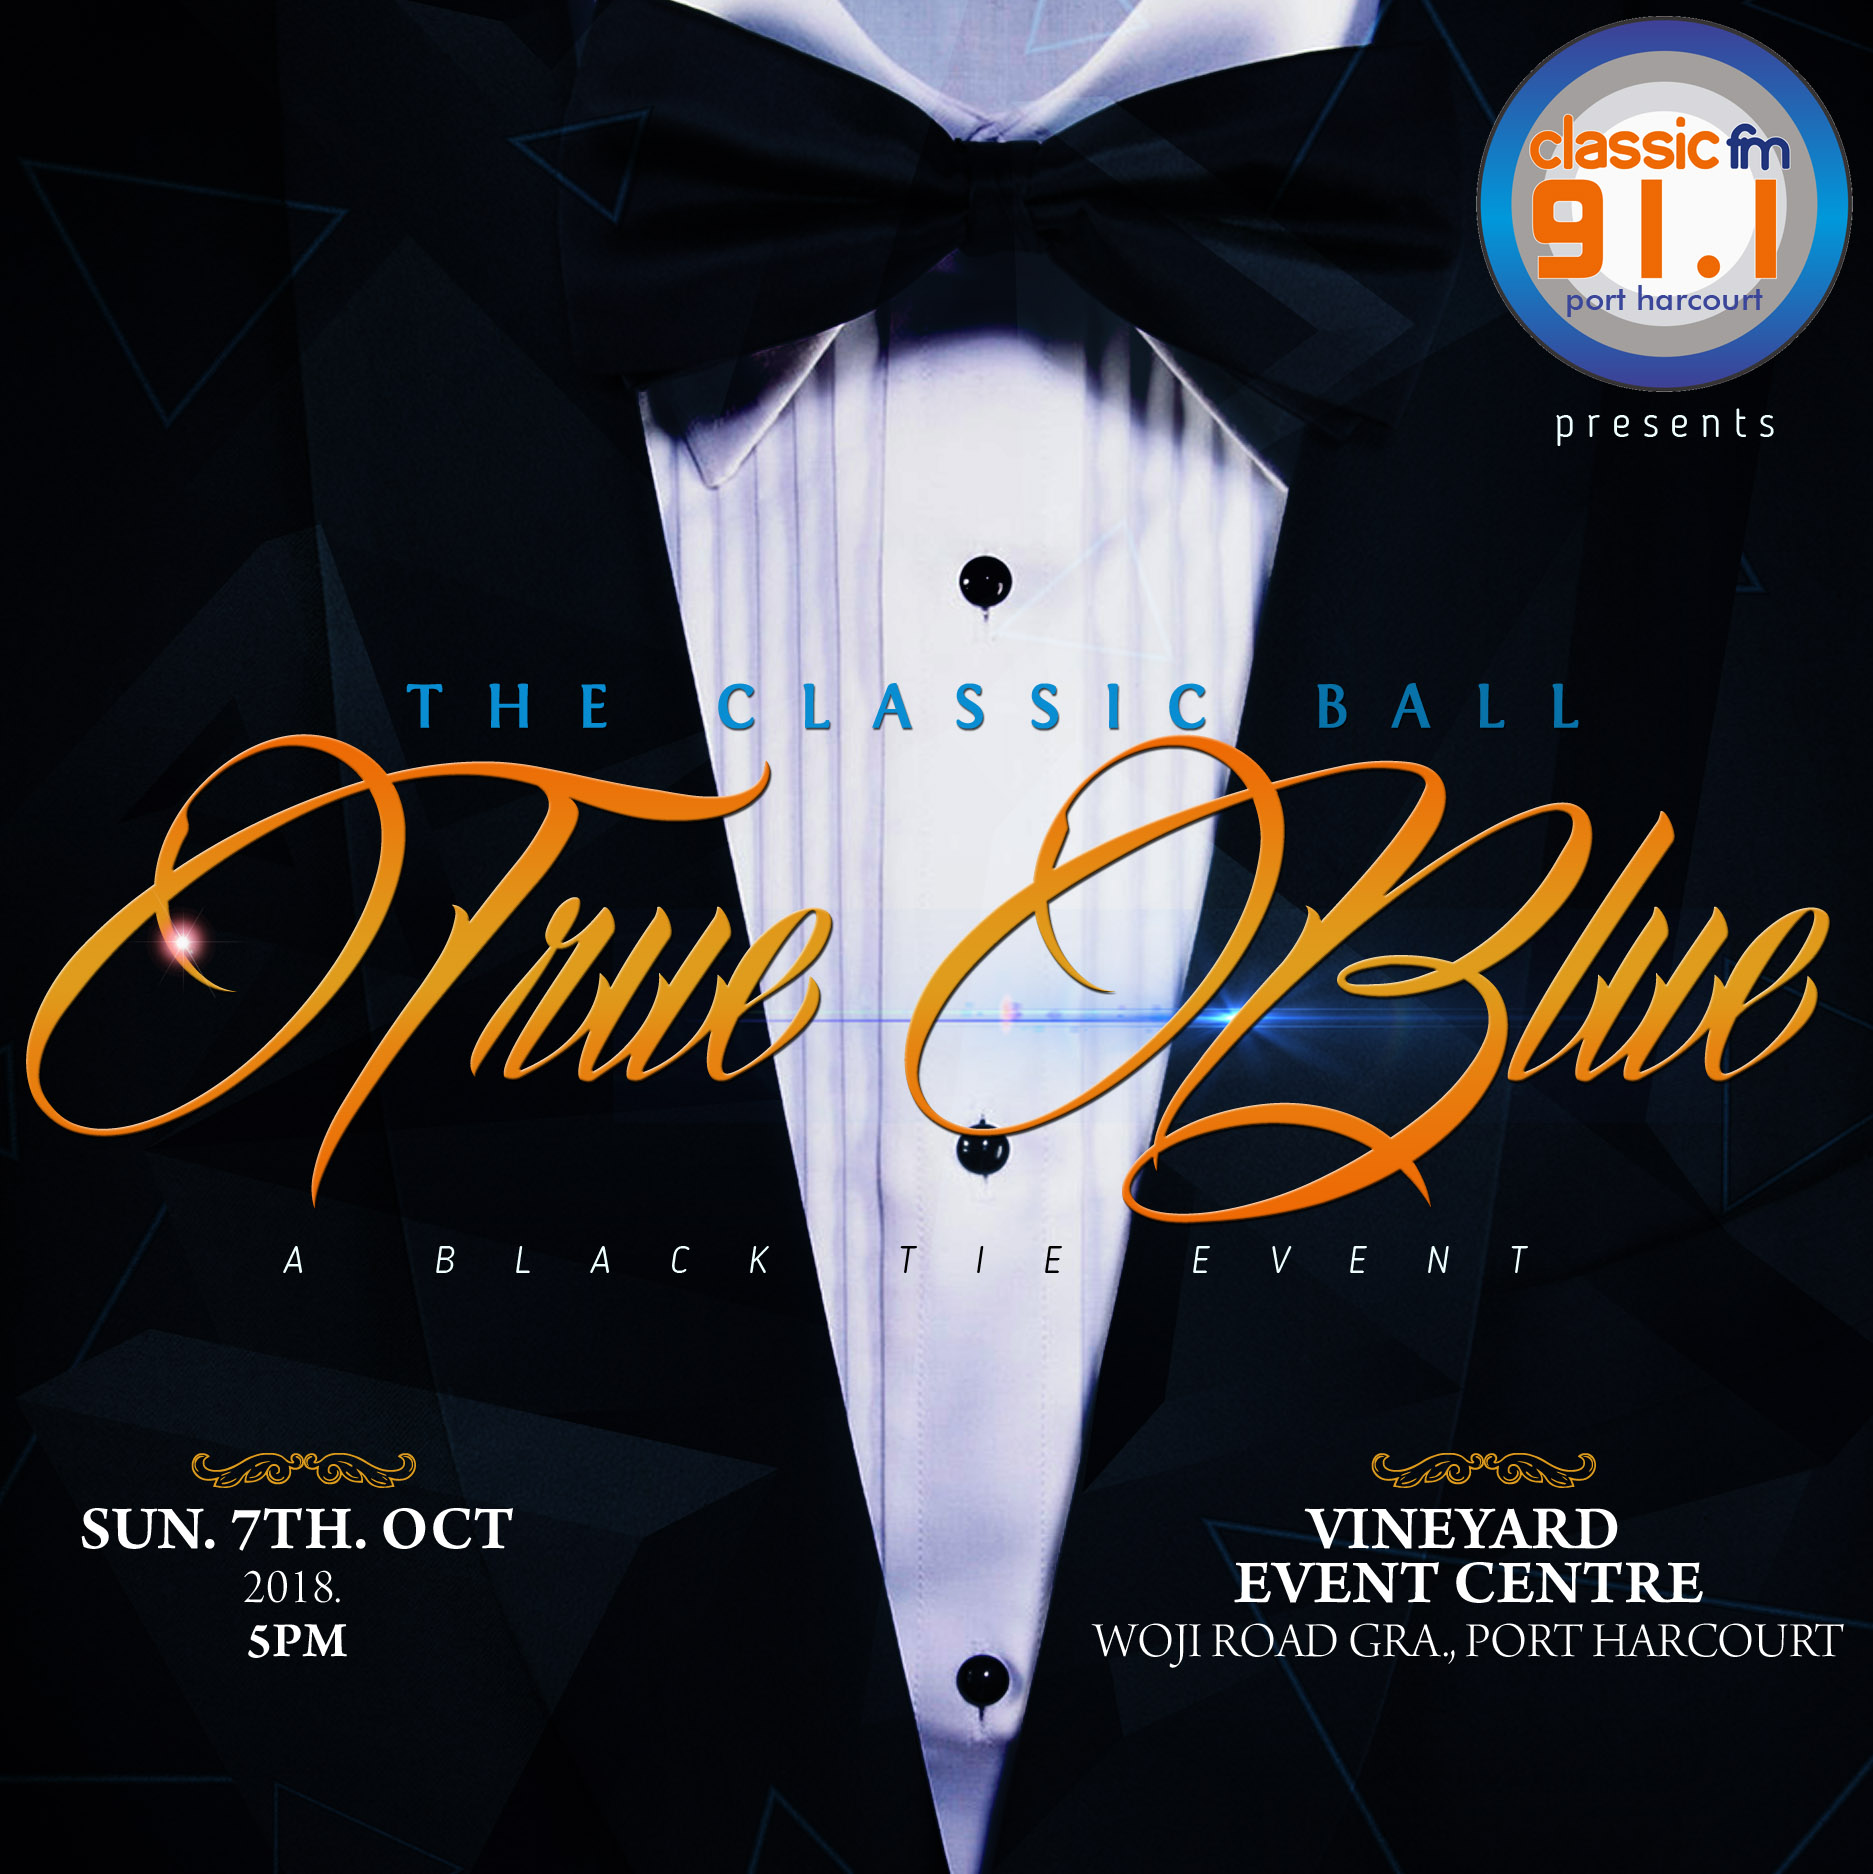 classic fm
91.1
port harcourt
presents
THE CLASSIC BALL
True Blue
A BLACK TIE EVENT
SUN. 7TH. OCT
2018.
5PM
VINEYARD
EVENT CENTRE
WOJI ROAD GRA., PORT HARCOURT